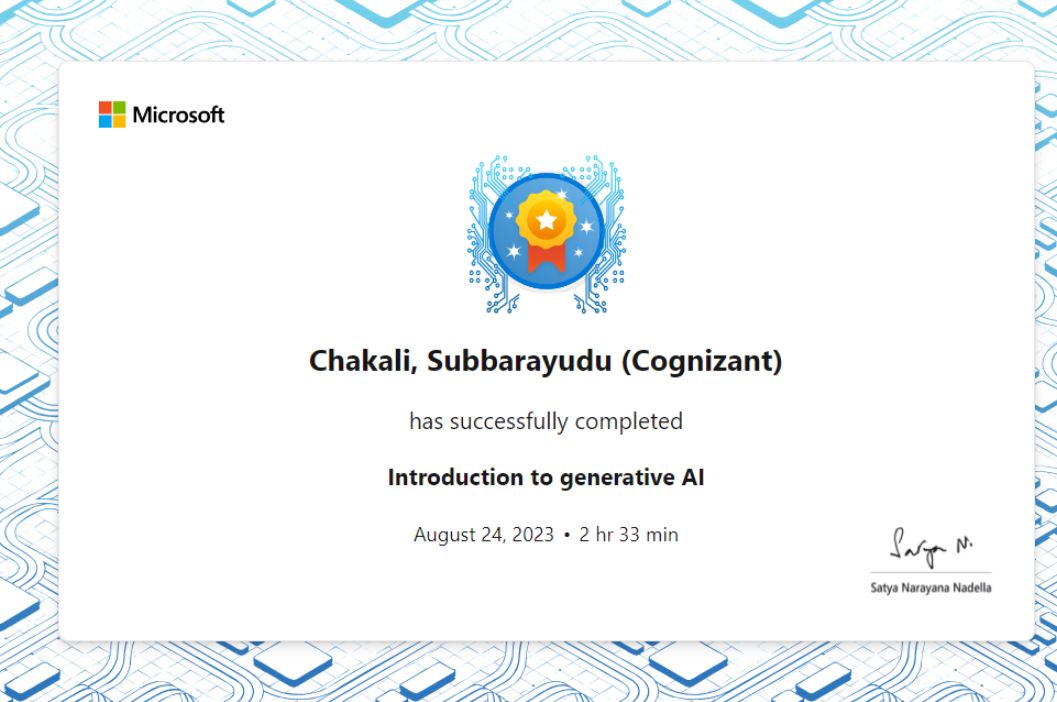 Microsoft
Chakali, Subbarayudu (Cognizant)
has successfully completed
Introduction to generative AI
August 24, 2023 • 2 hr 33 min
Satya N.
Satya Narayana Nadella